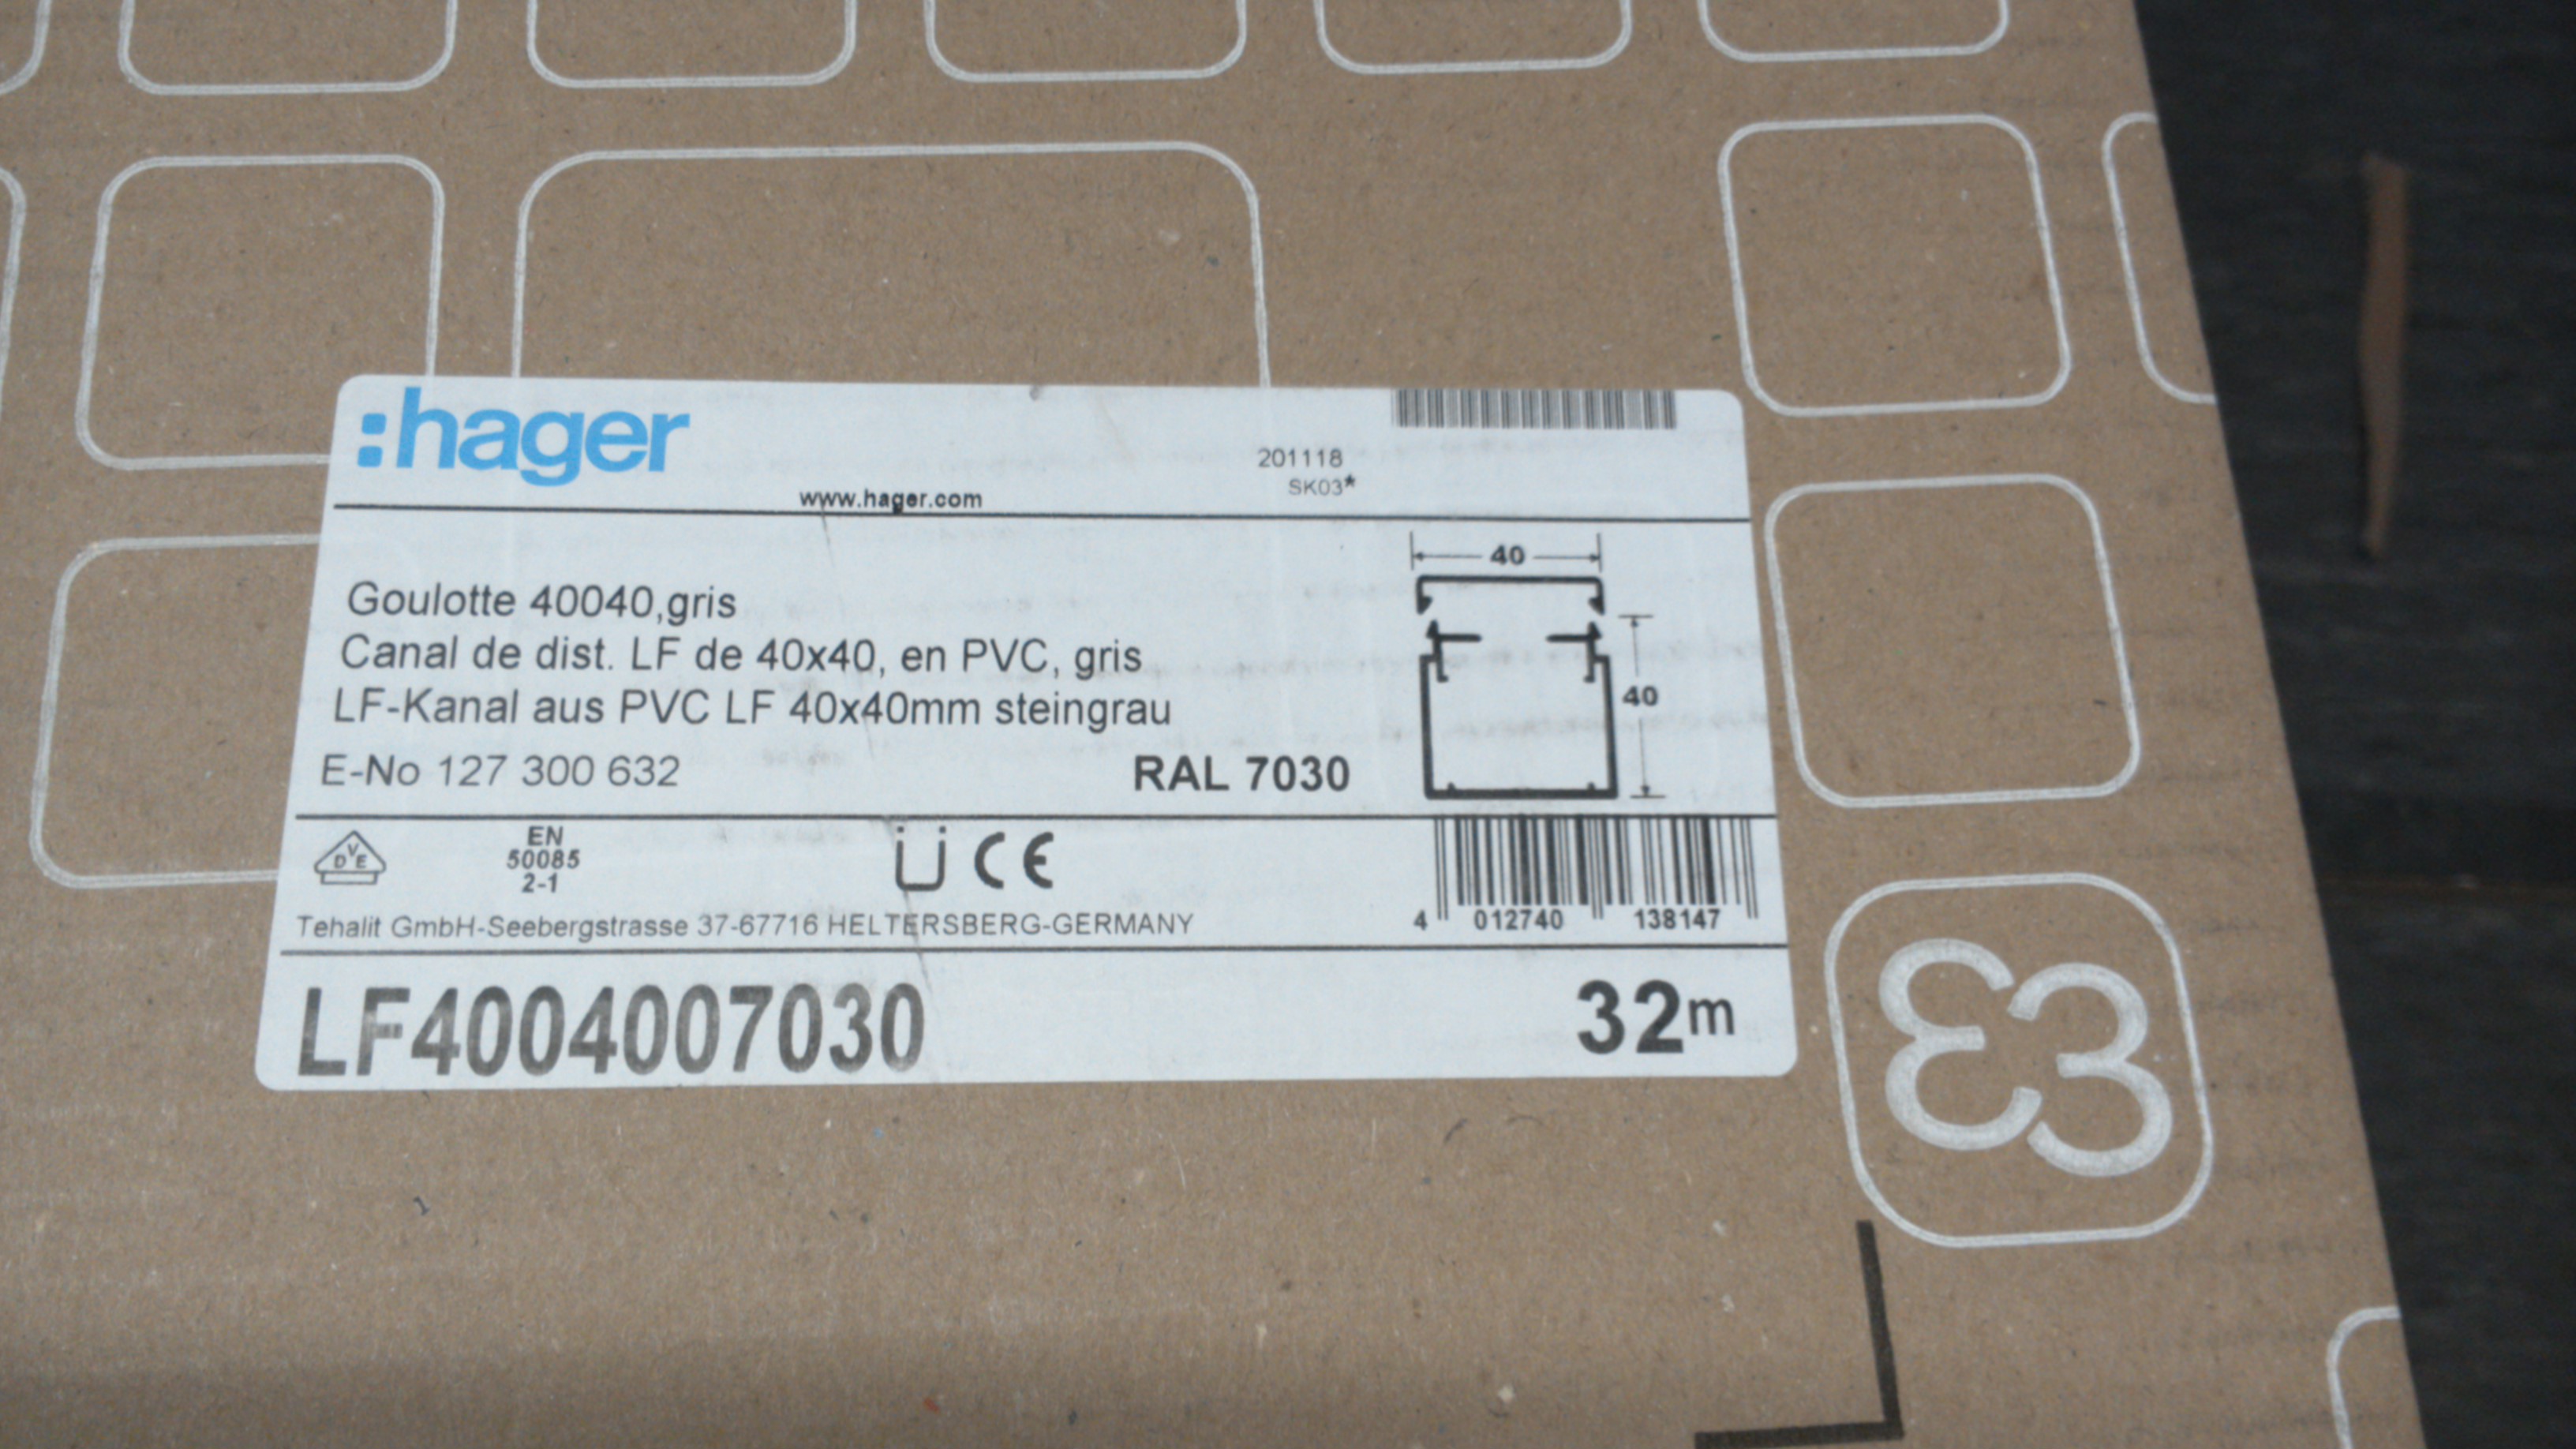 :hager
201118
SK03*
www.hager.com
Goulotte 40040,gris
Canal de dist. LF de 40x40, en PVC, gris
LF-Kanal aus PVC LF 40x40mm steingrau
E-No 127 300 632
RAL 7030
40
40
VDE
EN
50085
2-1
Ü CE
4 012740 138147
Tehalit GmbH-Seebergstrasse 37-67716 HELTERSBERG-GERMANY
LF4004007030
32m